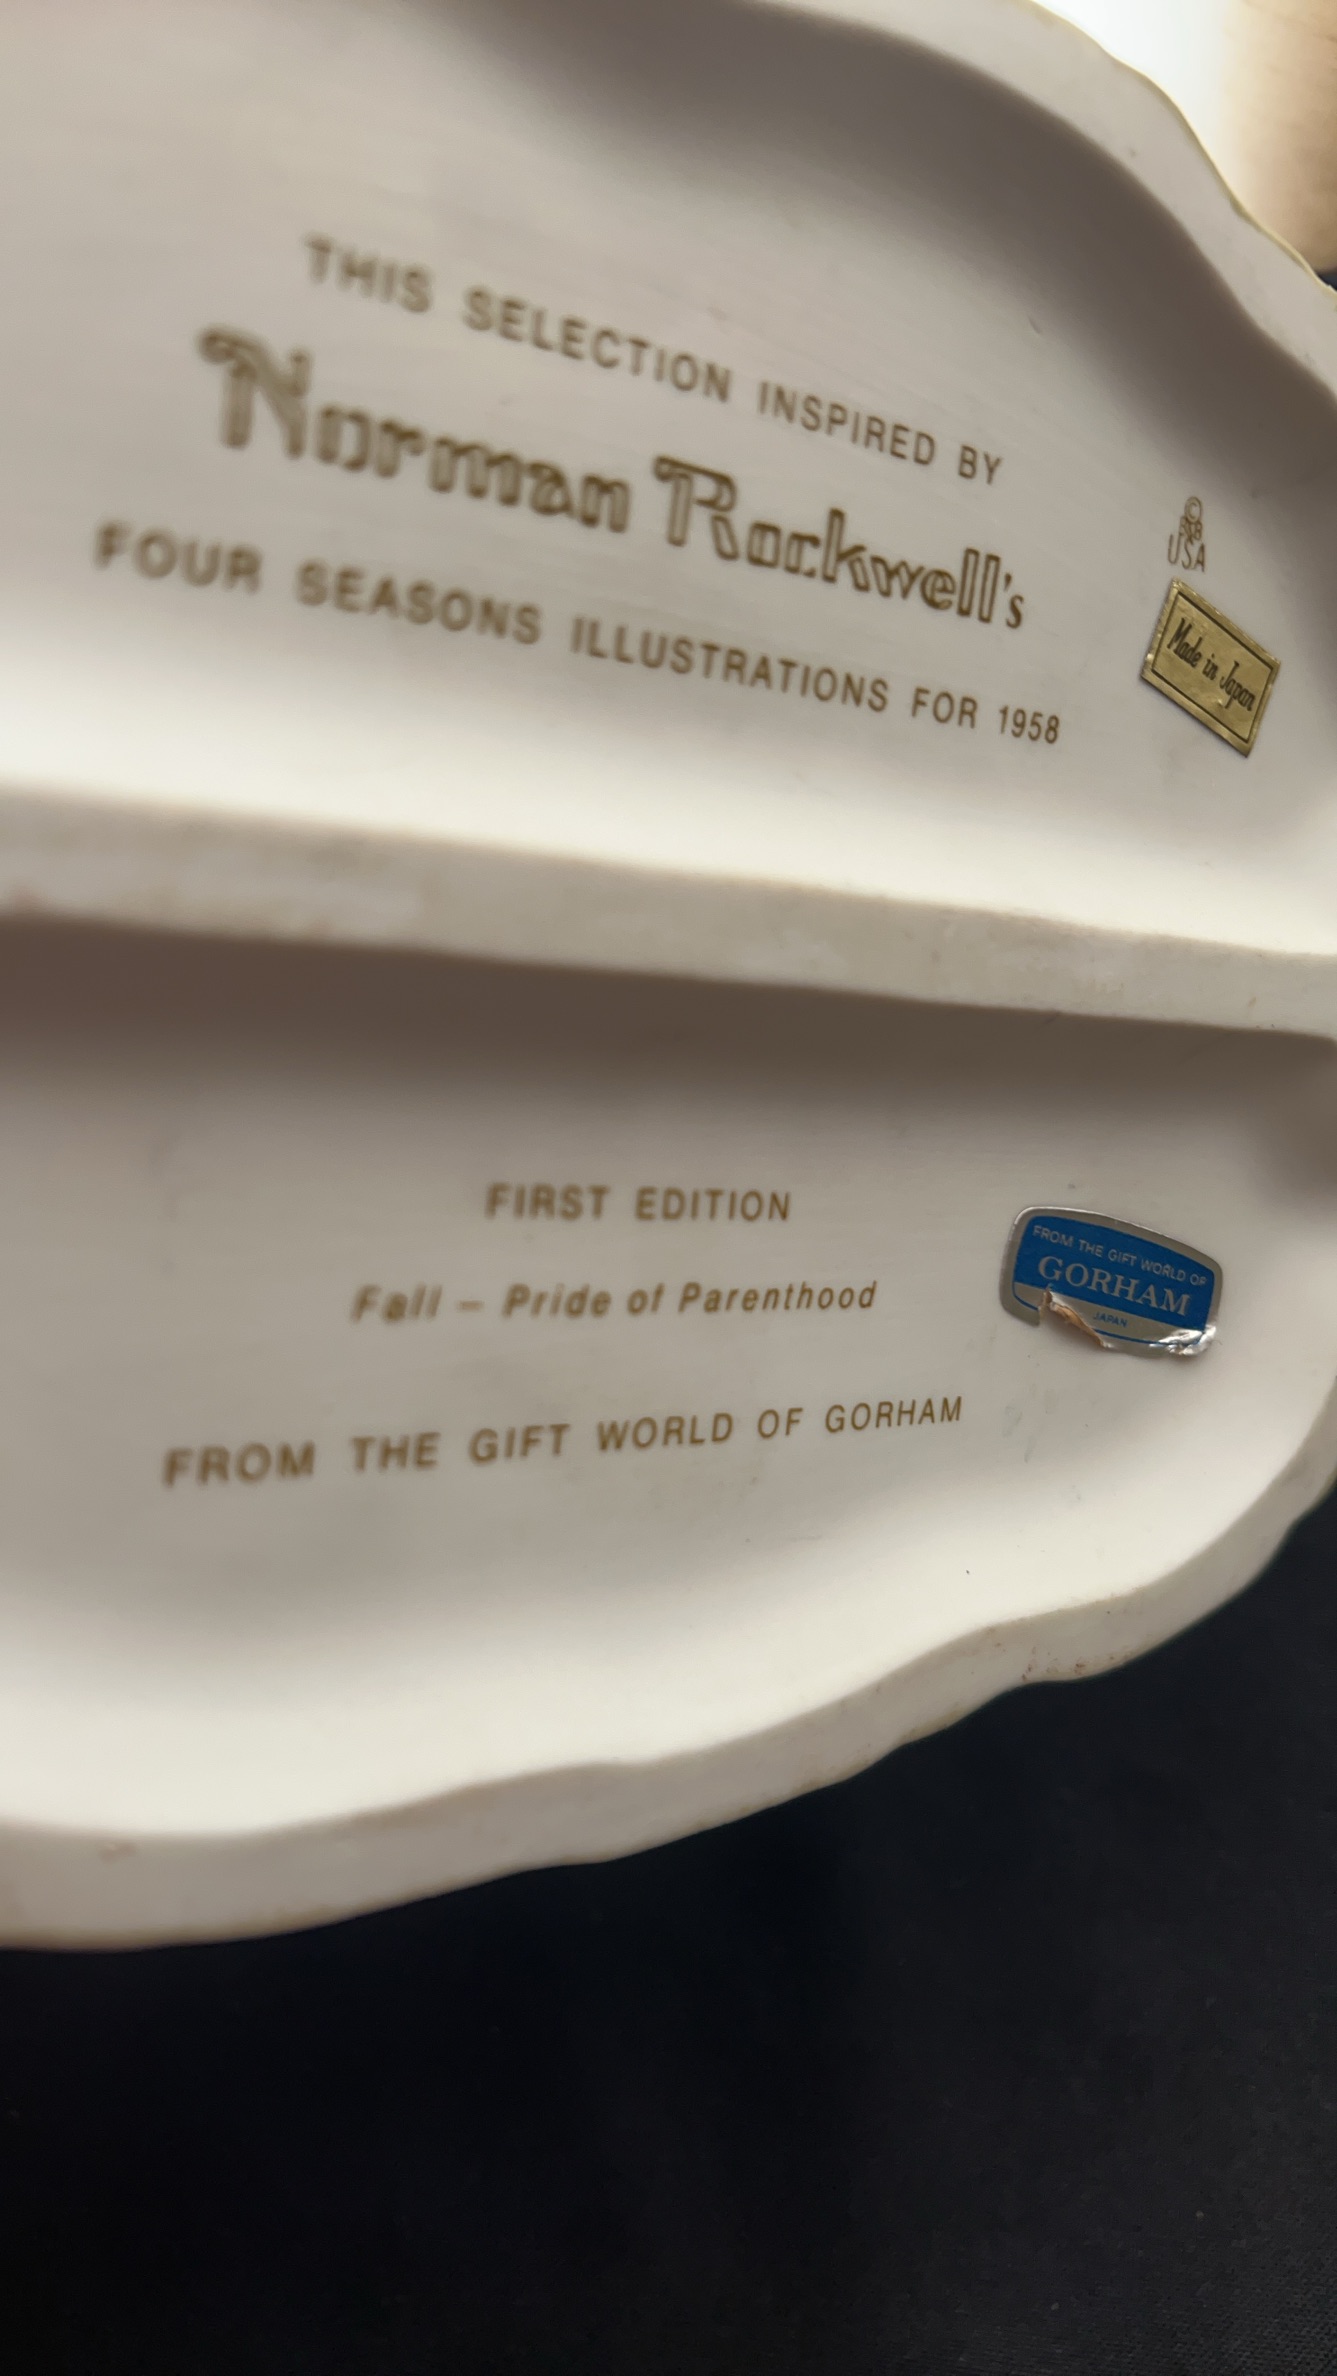 THIS SELECTION INSPIRED BY
Norman Rockwell's
FOUR SEASONS ILLUSTRATIONS FOR 1958
©
USA
Made in Japan
FIRST EDITION
Fall – Pride of Parenthood
FROM THE GIFT WORLD OF GORHAM
FROM THE GIFT WORLD OF
GORHAM
JAPAN